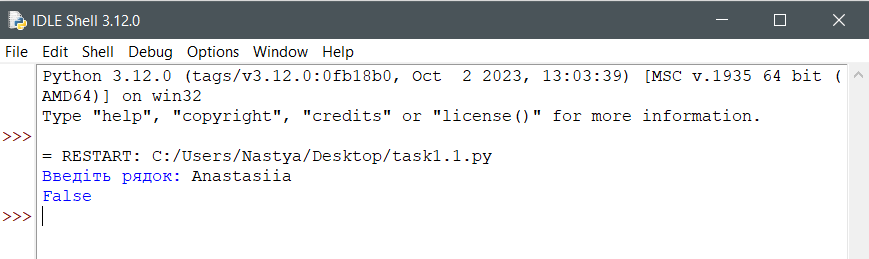 IDLE Shell 3.12.0
File Edit Shell Debug Options Window Help
Python 3.12.0 (tags/v3.12.0:0fb18b0, Oct  2 2023, 13:03:39) [MSC v.1935 64 bit (
AMD64)] on win32
Type "help", "copyright", "credits" or "license()" for more information.
>>>
= RESTART: C:/Users/Nastya/Desktop/task1.1.py
Введіть рядок: Anastasiia
False
>>>